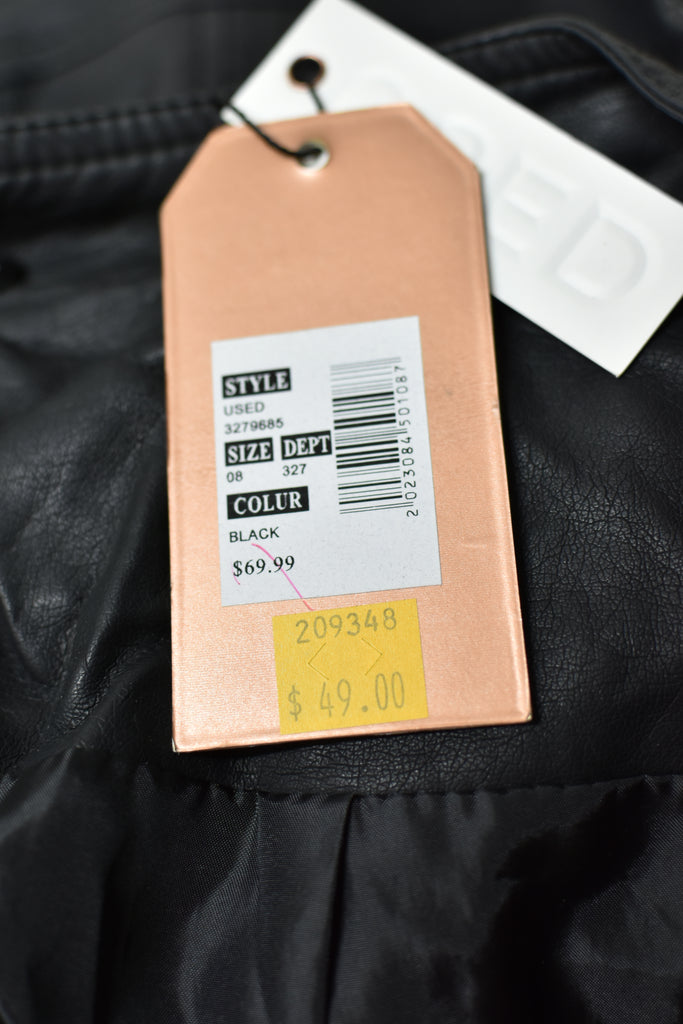 STYLE
USED
3279685
SIZE DEPT
08 327
COLUR
BLACK
$69.99
2023084501087
209348
$ 49.00